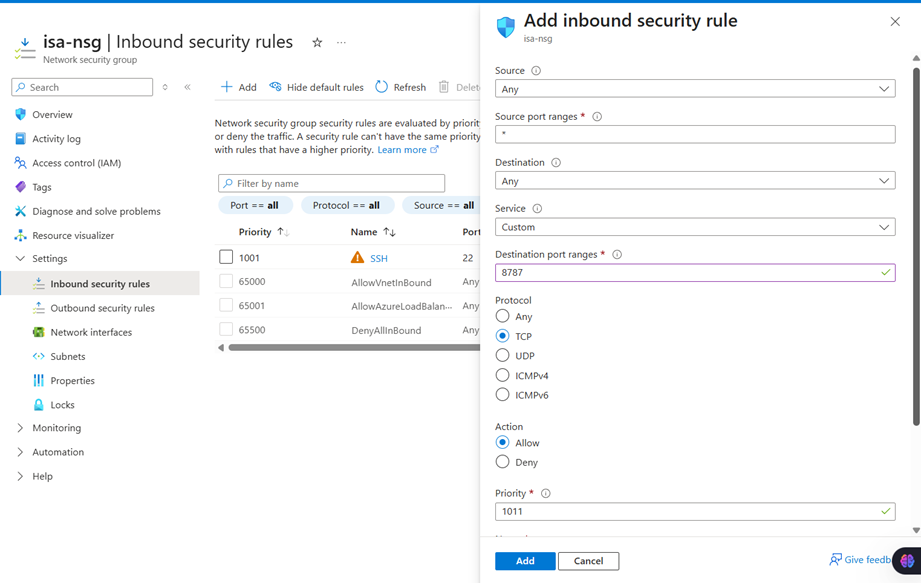 isa-nsg | Inbound security rules
Network security group
Search
Overview
Activity log
Access control (IAM)
Tags
Diagnose and solve problems
Resource visualizer
Settings
Inbound security rules
Outbound security rules
Network interfaces
Subnets
Properties
Locks
Monitoring
Automation
Help
Add Hide default rules Refresh Delet
Network security group security rules are evaluated by priority
or deny the traffic. A security rule can't have the same priority
with rules that have a higher priority. Learn more
Filter by name
Port == all Protocol == all Source == all
Priority Name Port
1001 SSH 22
65000 AllowVnetInBound Any
65001 AllowAzureLoadBalan... Any
65500 DenyAllInBound Any
Add inbound security rule
isa-nsg
Source
Any
Source port ranges *
*
Destination
Any
Service
Custom
Destination port ranges *
8787
Protocol
Any
TCP
UDP
ICMPv4
ICMPv6
Action
Allow
Deny
Priority *
1011
Add Cancel
Give feedb